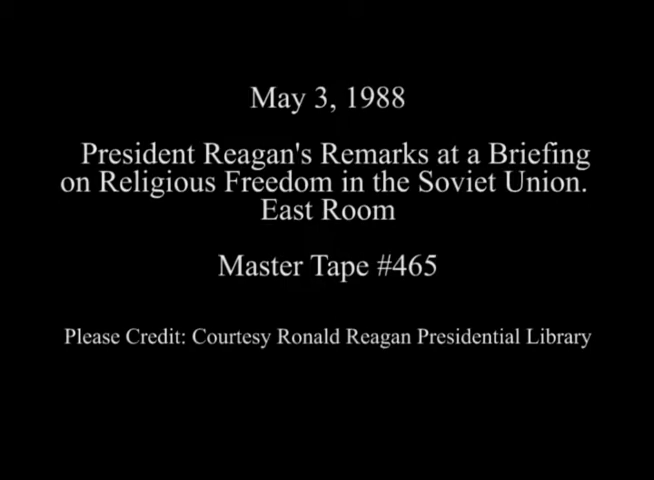 May 3, 1988
President Reagan's Remarks at a Briefing
on Religious Freedom in the Soviet Union.
East Room
Master Tape #465
Please Credit: Courtesy Ronald Reagan Presidential Library